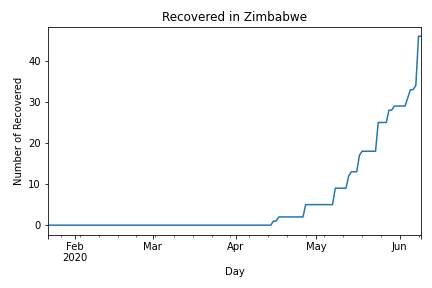 Recovered in Zimbabwe
Number of Recovered
40
30
20
10
0
Feb
2020
Mar
Apr
May
Jun
Day